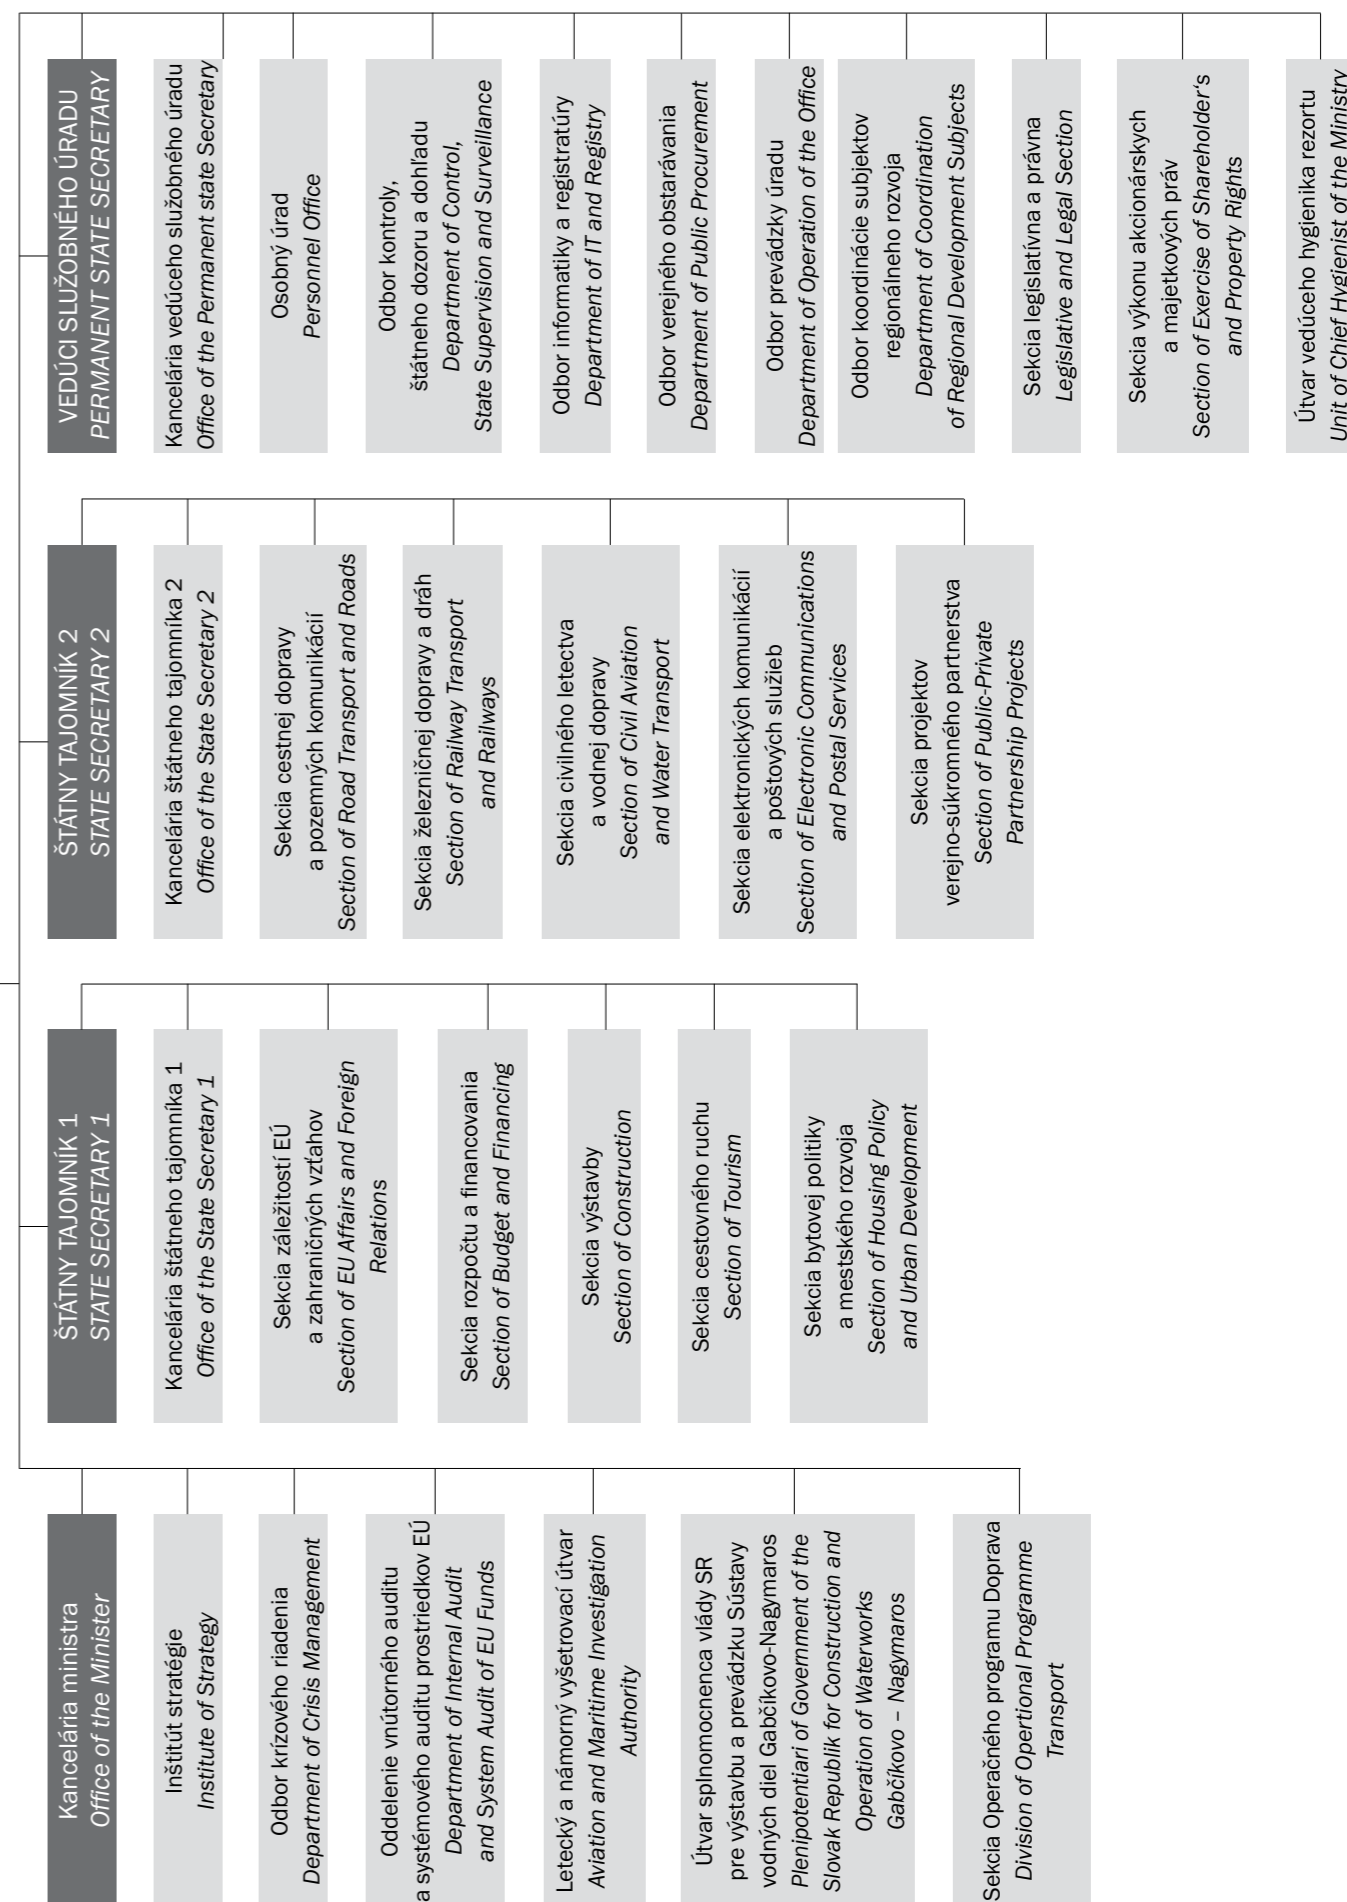 Kancelária ministra
Office of the Minister
Inštitút stratégie
Institute of Strategy
Odbor krízového riadenia
Department of Crisis Management
Oddelenie vnútorného auditu
a systémového auditu prostriedkov EÚ
Department of Internal Audit
and System Audit of EU Funds
Letecký a námorný vyšetrovací útvar
Aviation and Maritime Investigation
Authority
Útvar splnomocnenca vlády SR
pre výstavbu a prevádzku Sústavy
vodných diel Gabčíkovo-Nagymaros
Plenipotentiari of Government of the
Slovak Republik for Construction and
Operation of Waterworks
Gabčíkovo – Nagymaros
Sekcia Operačného programu Doprava
Division of Opertional Programme
Transport
ŠTÁTNY TAJOMNÍK 1
STATE SECRETARY 1
Kancelária štátneho tajomníka 1
Office of the State Secretary 1
Sekcia záležitostí EÚ
a zahraničných vzťahov
Section of EU Affairs and Foreign
Relations
Sekcia rozpočtu a financovania
Section of Budget and Financing
Sekcia výstavby
Section of Construction
Sekcia cestovného ruchu
Section of Tourism
Sekcia bytovej politiky
a mestského rozvoja
Section of Housing Policy
and Urban Development
ŠTÁTNY TAJOMNÍK 2
STATE SECRETARY 2
Kancelária štátneho tajomníka 2
Office of the State Secretary 2
Sekcia cestnej dopravy
a pozemných komunikácií
Section of Road Transport and Roads
Sekcia železničnej dopravy a dráh
Section of Railway Transport
and Railways
Sekcia civilného letectva
a vodnej dopravy
Section of Civil Aviation
and Water Transport
Sekcia elektronických komunikácií
a poštových služieb
Section of Electronic Communications
and Postal Services
Sekcia projektov
verejno-súkromného partnerstva
Section of Public-Private
Partnership Projects
VEDÚCI SLUŽOBNÉHO ÚRADU
PERMANENT STATE SECRETARY
Kancelária vedúceho služobného úradu
Office of the Permanent state Secretary
Osobný úrad
Personnel Office
Odbor kontroly,
štátneho dozoru a dohľadu
Department of Control,
State Supervision and Surveillance
Odbor informatiky a registratúry
Department of IT and Registry
Odbor verejného obstarávania
Department of Public Procurement
Odbor prevádzky úradu
Department of Operation of the Office
Odbor koordinácie subjektov
regionálneho rozvoja
Department of Coordination
of Regional Development Subjects
Sekcia legislatívna a právna
Legislative and Legal Section
Sekcia výkonu akcionárskych
a majetkových práv
Section of Exercise of Shareholder's
and Property Rights
Útvar vedúceho hygienika rezortu
Unit of Chief Hygienist of the Ministry